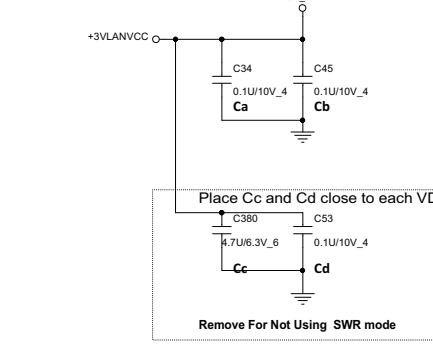 +3VLANVCC
C34
C45
0.1U/10V_4
0.1U/10V_4
Ca
Cb
Place Cc and Cd close to each VD
C380
C53
4.7U/6.3V_6
0.1U/10V_4
Cc
Cd
Remove For Not Using SWR mode